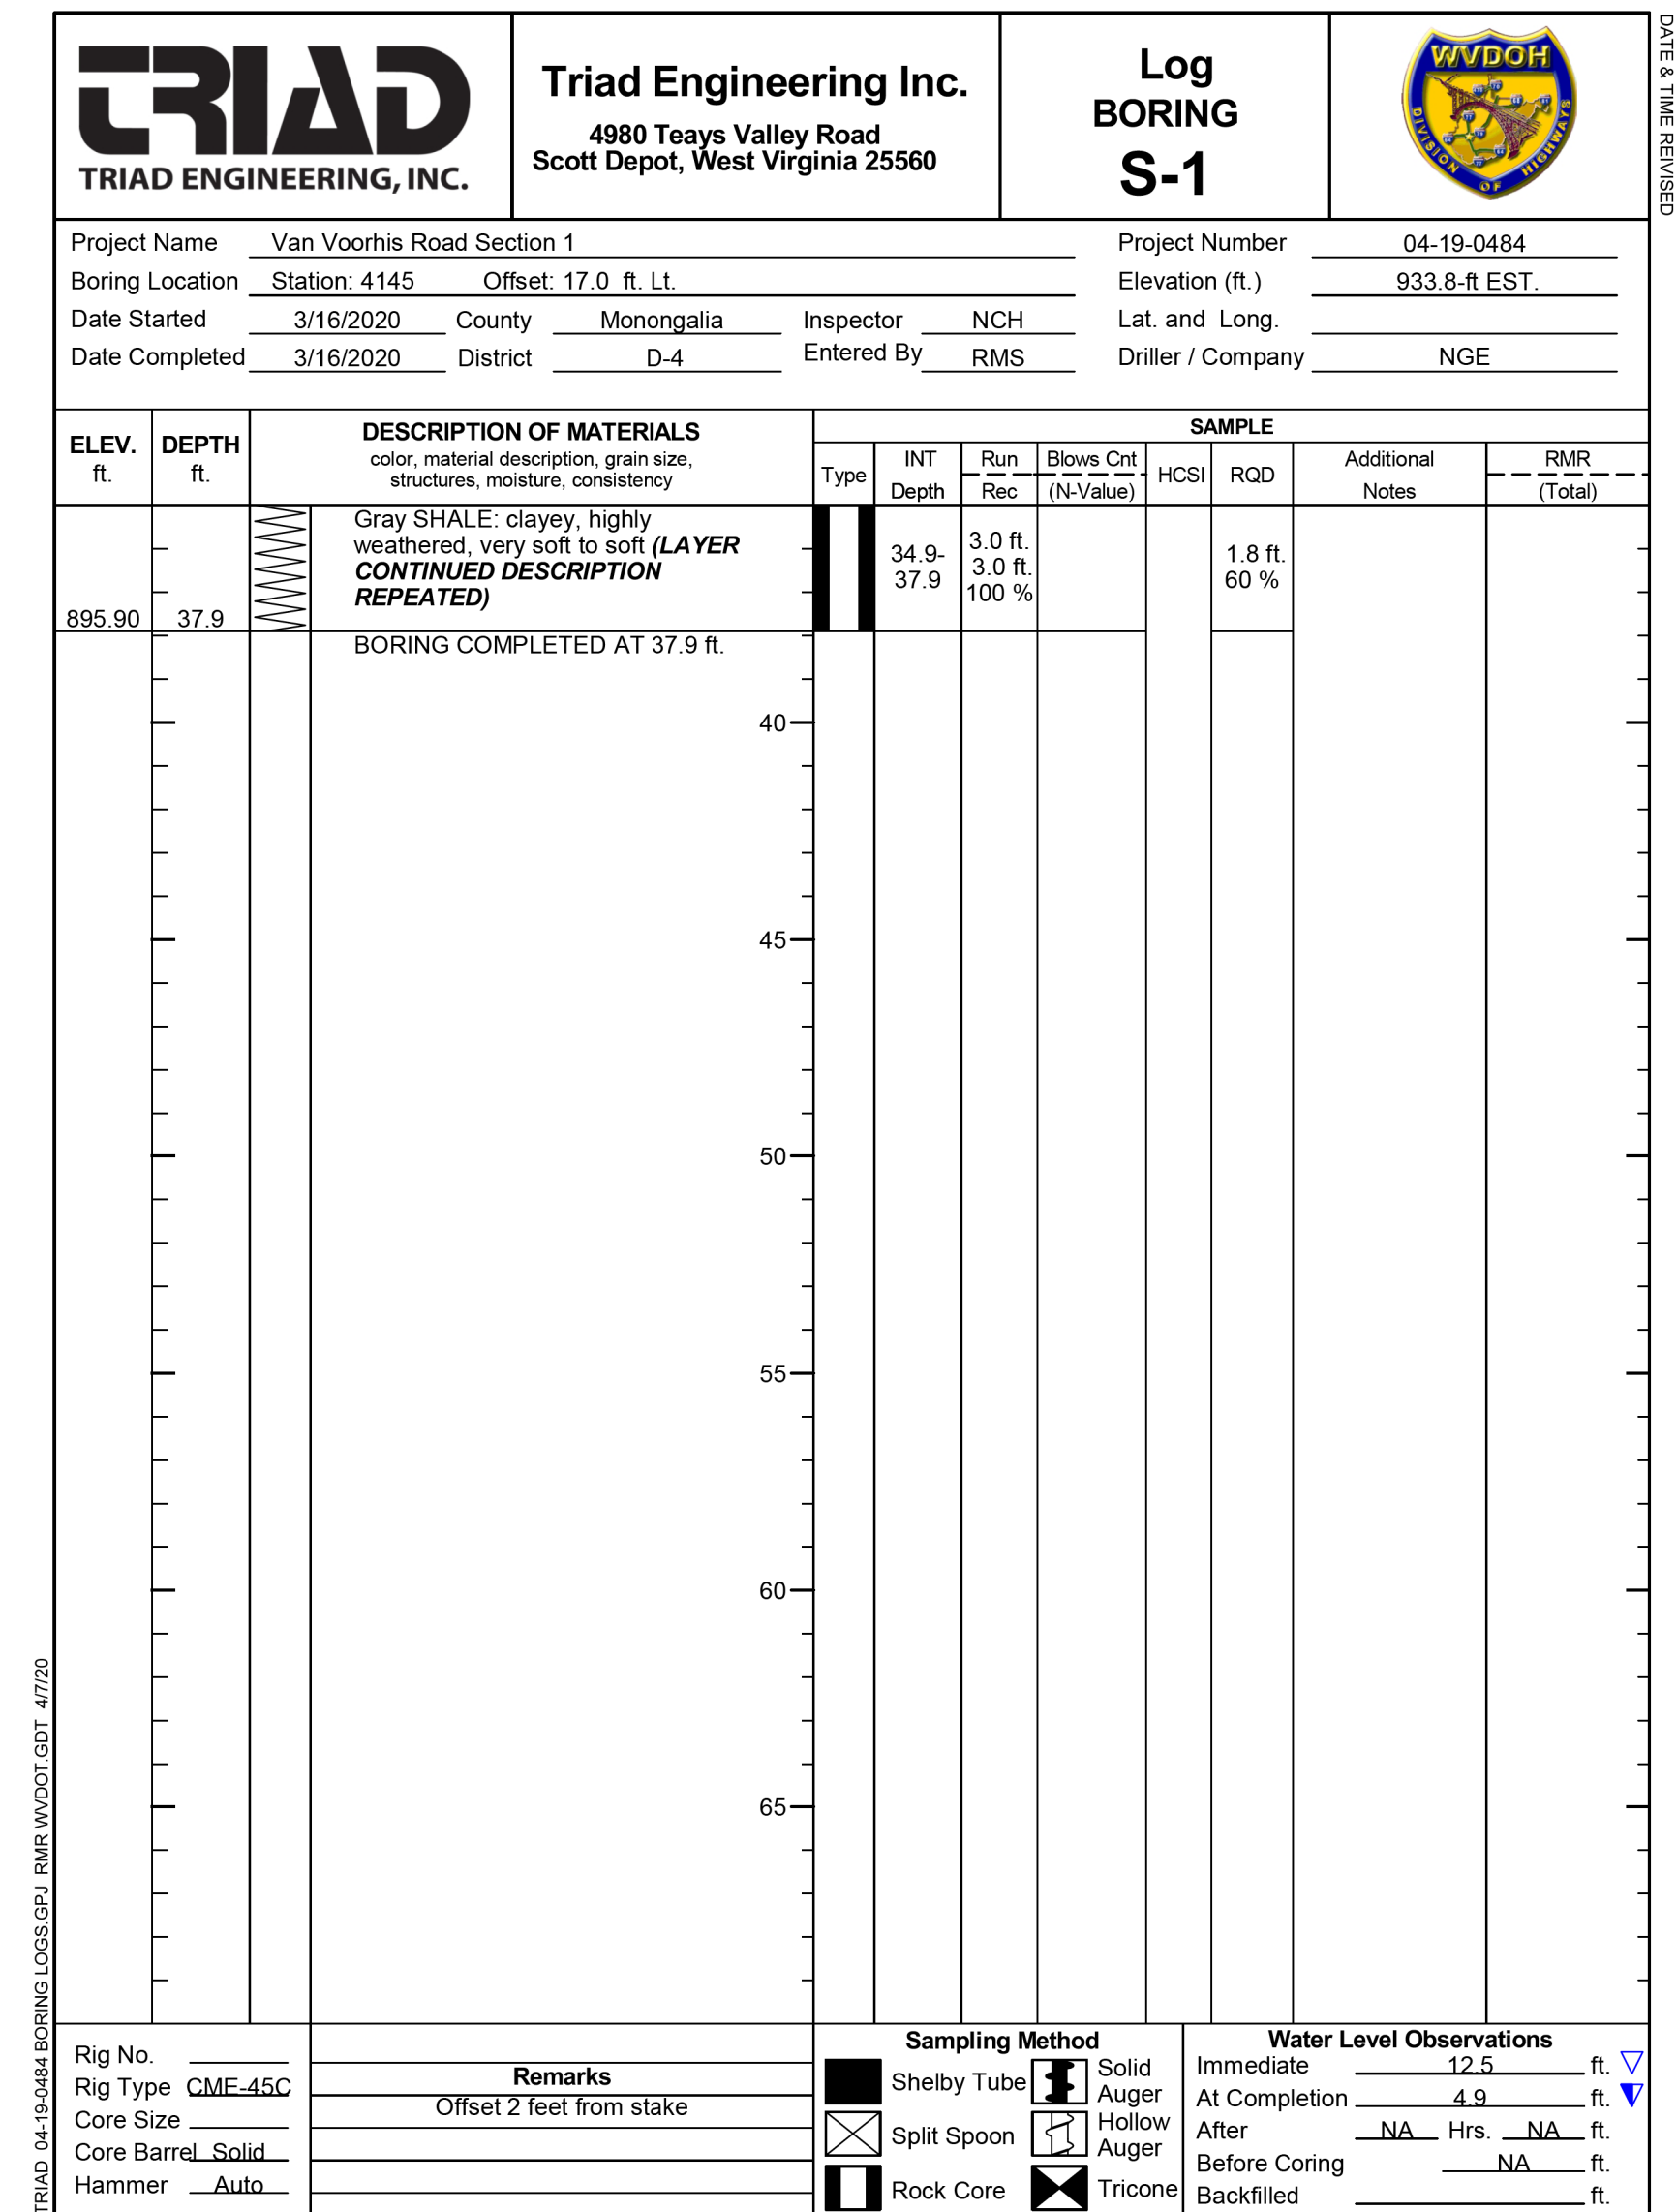 TRIAD
TRIAD ENGINEERING, INC.
Triad Engineering Inc.
4980 Teays Valley Road
Scott Depot, West Virginia 25560
Log
BORING
S-1
WVDOH
DIVISION OF HIGHWAYS
DATE & TIME REIVISED
Project Name Van Voorhis Road Section 1
Project Number 04-19-0484
Boring Location Station: 4145 Offset: 17.0 ft. Lt.
Elevation (ft.) 933.8-ft EST.
Date Started 3/16/2020 County Monongalia Inspector NCH
Lat. and Long.
Date Completed 3/16/2020 District D-4 Entered By RMS
Driller / Company NGE
ELEV. ft.
DEPTH ft.
DESCRIPTION OF MATERIALS
color, material description, grain size,
structures, moisture, consistency
SAMPLE
Type
INT
Depth
Run
Rec
Blows Cnt
(N-Value)
HCSI
RQD
Additional
Notes
RMR
(Total)
Gray SHALE: clayey, highly
weathered, very soft to soft (LAYER
CONTINUED DESCRIPTION
REPEATED)
895.90 37.9
34.9-
37.9
3.0 ft.
3.0 ft.
100 %
1.8 ft.
60 %
BORING COMPLETED AT 37.9 ft.
40
45
50
55
60
65
TRIAD 04-19-0484 BORING LOGS.GPJ RMR WVDOT.GDT 4/7/20
Rig No.
Rig Type CME-45C
Core Size
Core Barrel Solid
Hammer Auto
Remarks
Offset 2 feet from stake
Sampling Method
Shelby Tube
Solid
Auger
Split Spoon
Hollow
Auger
Rock Core
Tricone
Water Level Observations
Immediate 12.5 ft.
At Completion 4.9 ft.
After NA Hrs. NA ft.
Before Coring NA ft.
Backfilled ft.